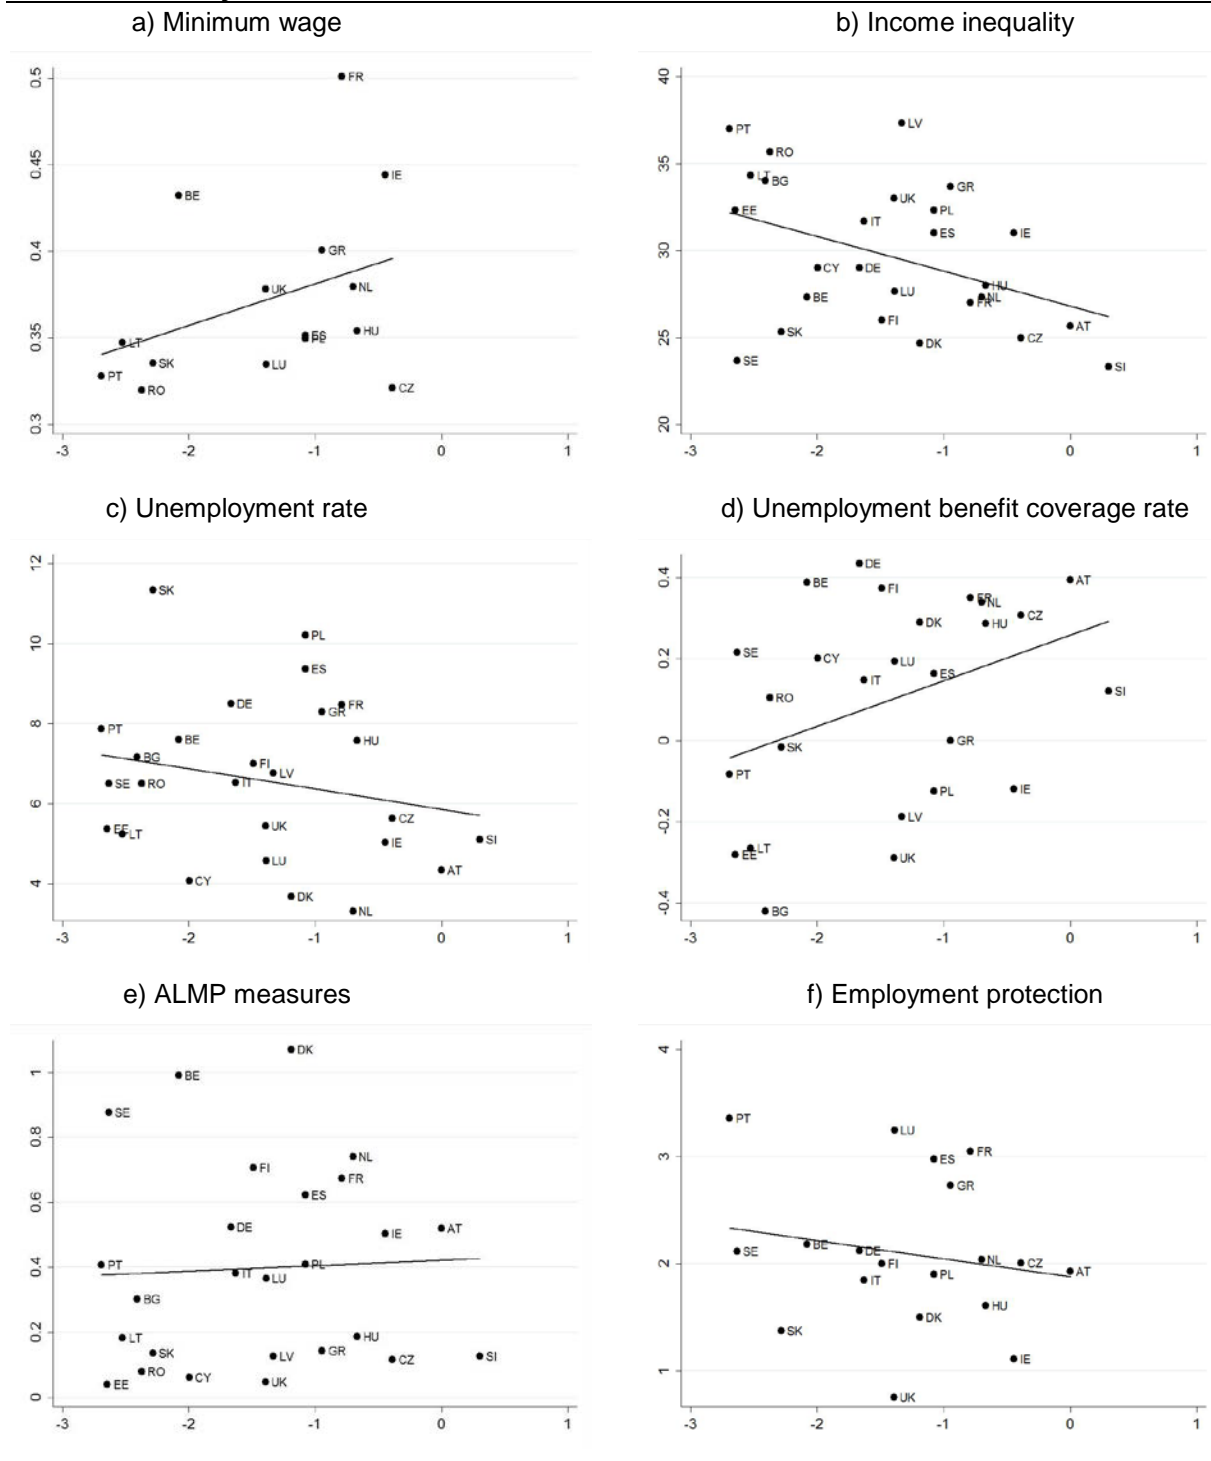 a) Minimum wage
0.5
0.45
0.4
0.35
0.3
FR
IE
BE
GR
UK
NL
LT
ES
PL
HU
SK
LU
PT
RO
CZ
-3 -2 -1 0 1
b) Income inequality
40
35
30
25
20
LV
PT
RO
LT
BG
GR
UK
EE
PL
IT
ES
IE
CY
DE
HU
LU
BE
NL
FR
FI
AT
SK
CZ
DK
SE
SI
-3 -2 -1 0 1
c) Unemployment rate
12
10
8
6
4
SK
PL
ES
DE
FR
GR
PT
BE
HU
BG
FI
LV
SE
RO
IT
CZ
UK
EE
LT
SI
IE
LU
AT
CY
DK
NL
-3 -2 -1 0 1
d) Unemployment benefit coverage rate
0.4
0.2
0
-0.2
-0.4
DE
BE
AT
FI
FR
NL
CZ
DK
HU
SE
CY
LU
ES
IT
SI
RO
GR
SK
PT
IE
PL
LV
LT
EE
UK
BG
-3 -2 -1 0 1
e) ALMP measures
1
0.8
0.6
0.4
0.2
0
DK
BE
SE
NL
FI
FR
ES
DE
AT
IE
PL
PT
IT
LU
BG
HU
LT
GR
SK
LV
SI
CZ
RO
CY
UK
EE
-3 -2 -1 0 1
f) Employment protection
4
3
2
1
PT
LU
FR
ES
GR
BE
DE
SE
NL
CZ
FI
AT
PL
IT
HU
DK
SK
IE
UK
-3 -2 -1 0 1